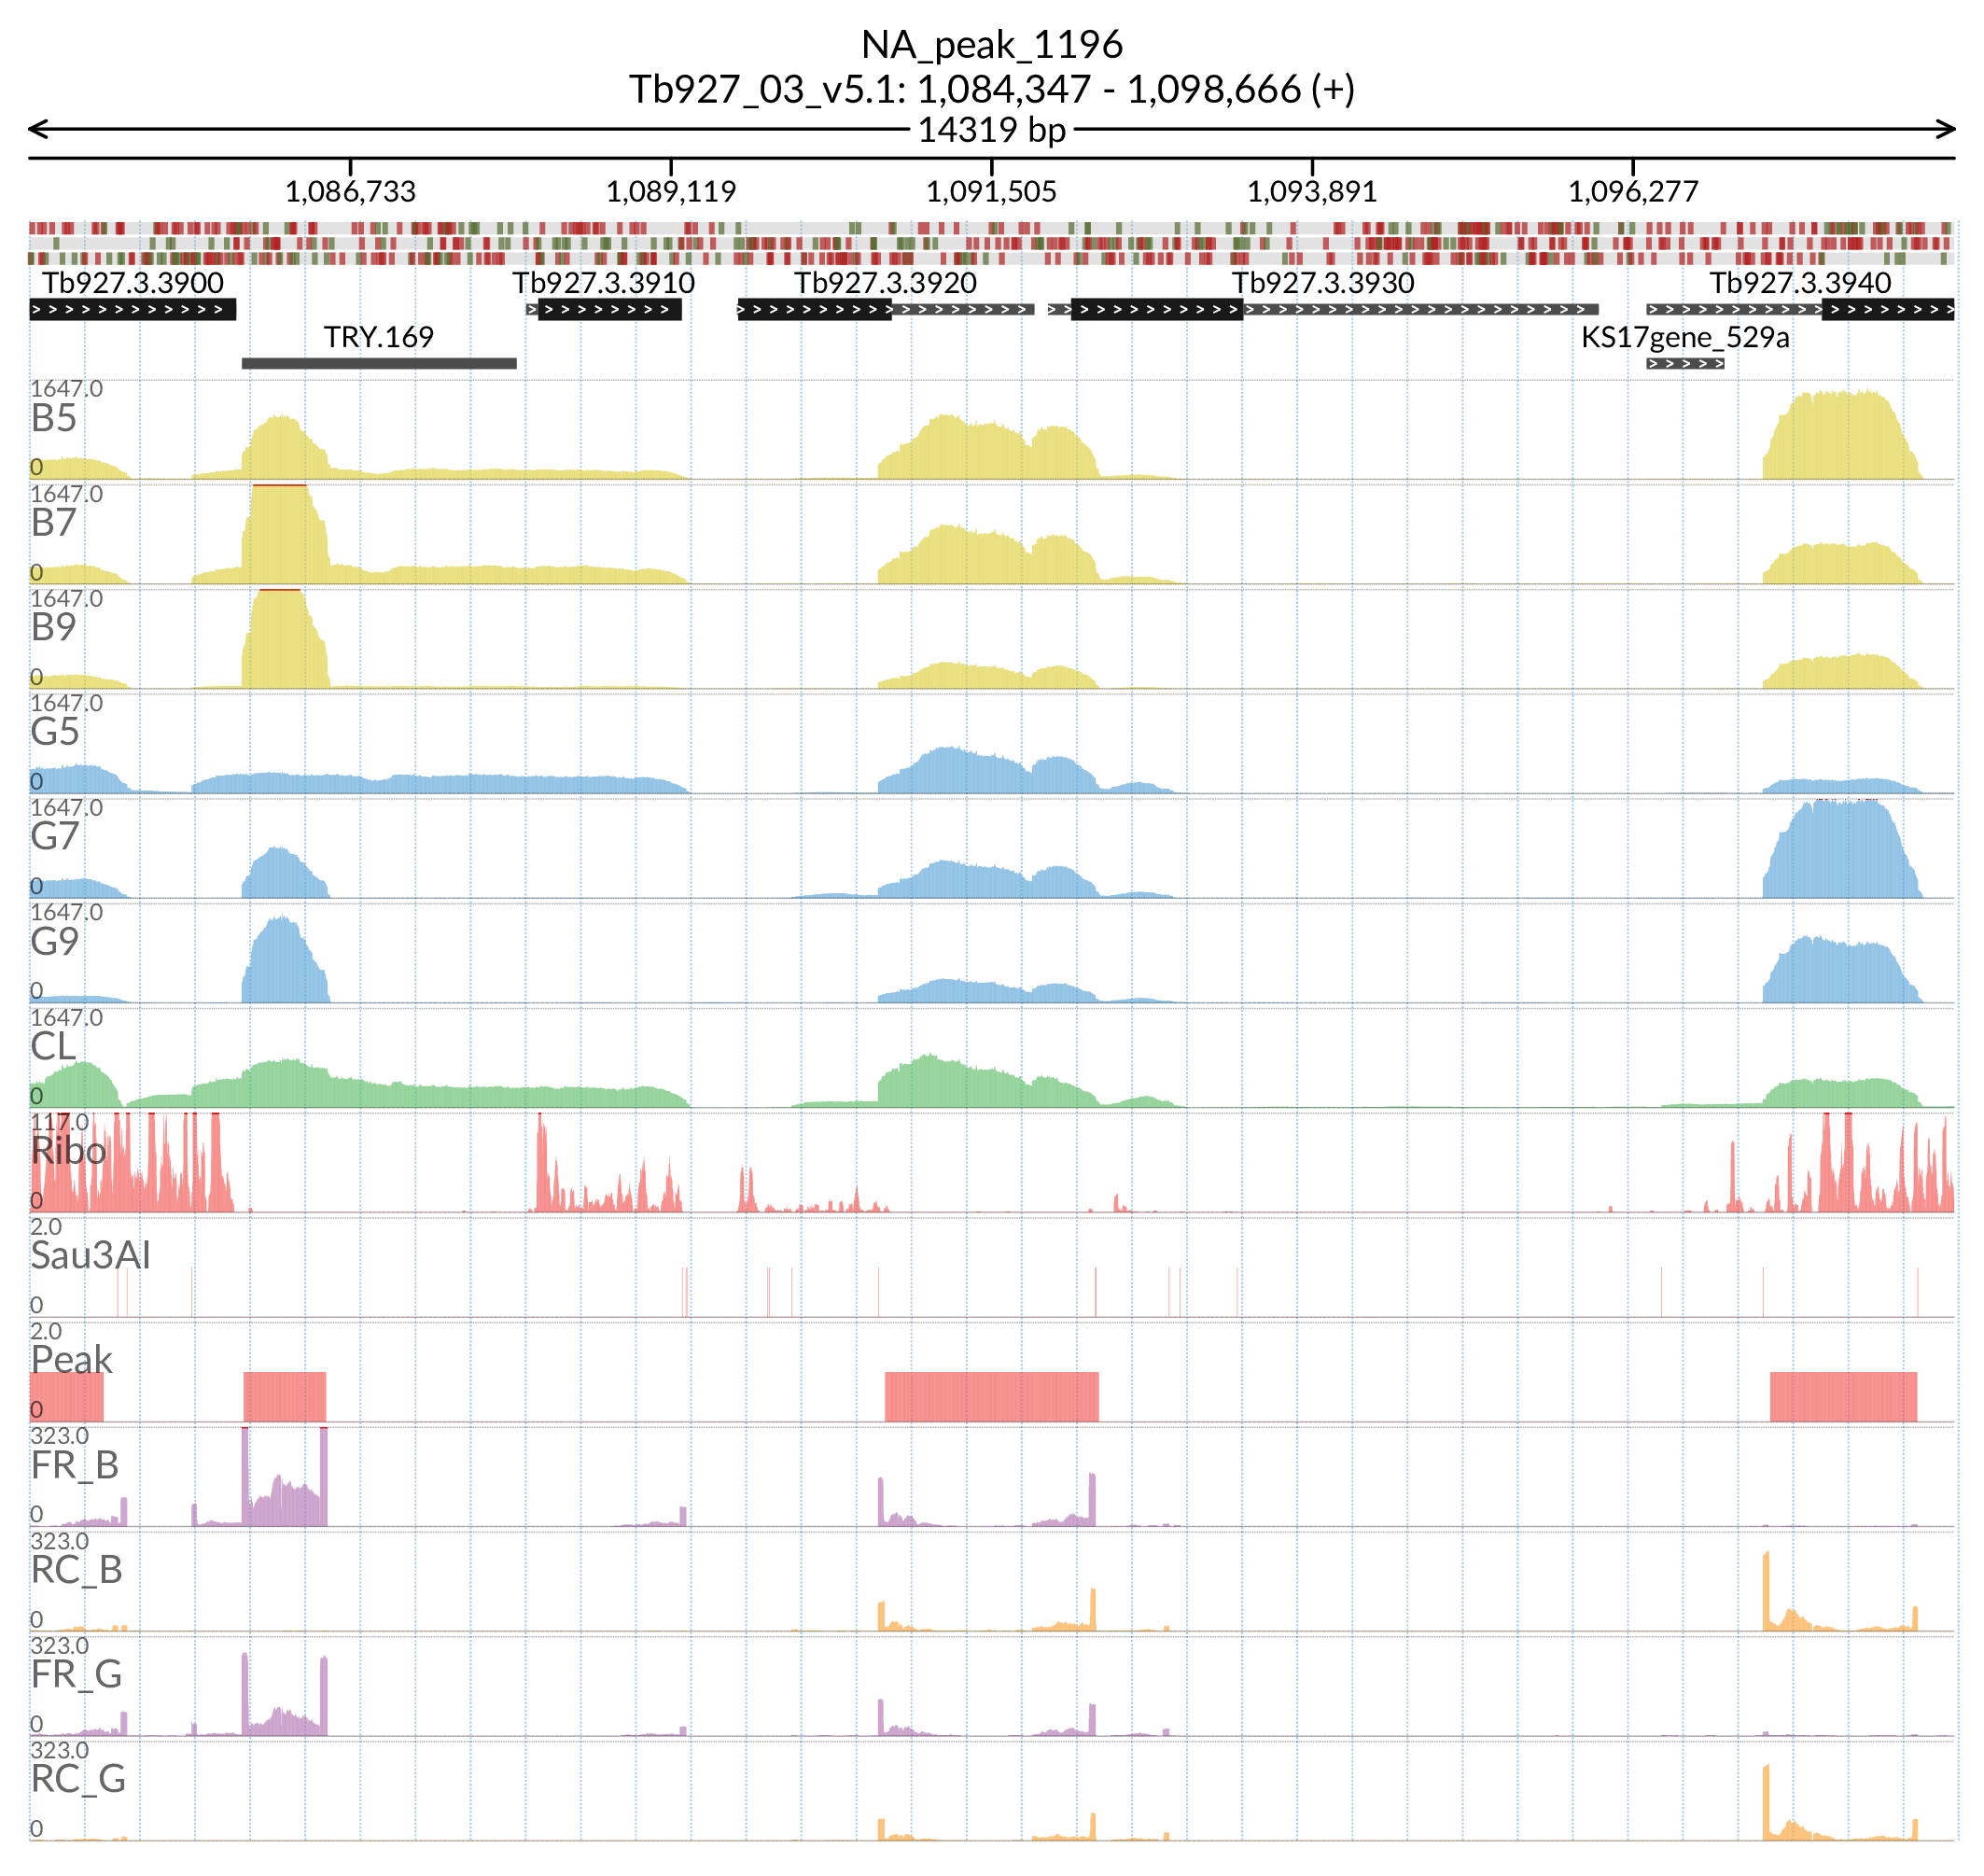 NA_peak_1196
Tb927_03_v5.1: 1,084,347 - 1,098,666 (+)
14319 bp
1,086,733 1,089,119 1,091,505 1,093,891 1,096,277
Tb927.3.3900 Tb927.3.3910 Tb927.3.3920 Tb927.3.3930 Tb927.3.3940
TRY.169 KS17gene_529a
1647.0
B5
0
1647.0
B7
0
1647.0
B9
0
1647.0
G5
0
1647.0
G7
0
1647.0
G9
0
1647.0
CL
0
117.0
Ribo
0
2.0
Sau3AI
0
2.0
Peak
0
323.0
FR_B
0
323.0
RC_B
0
323.0
FR_G
0
323.0
RC_G
0